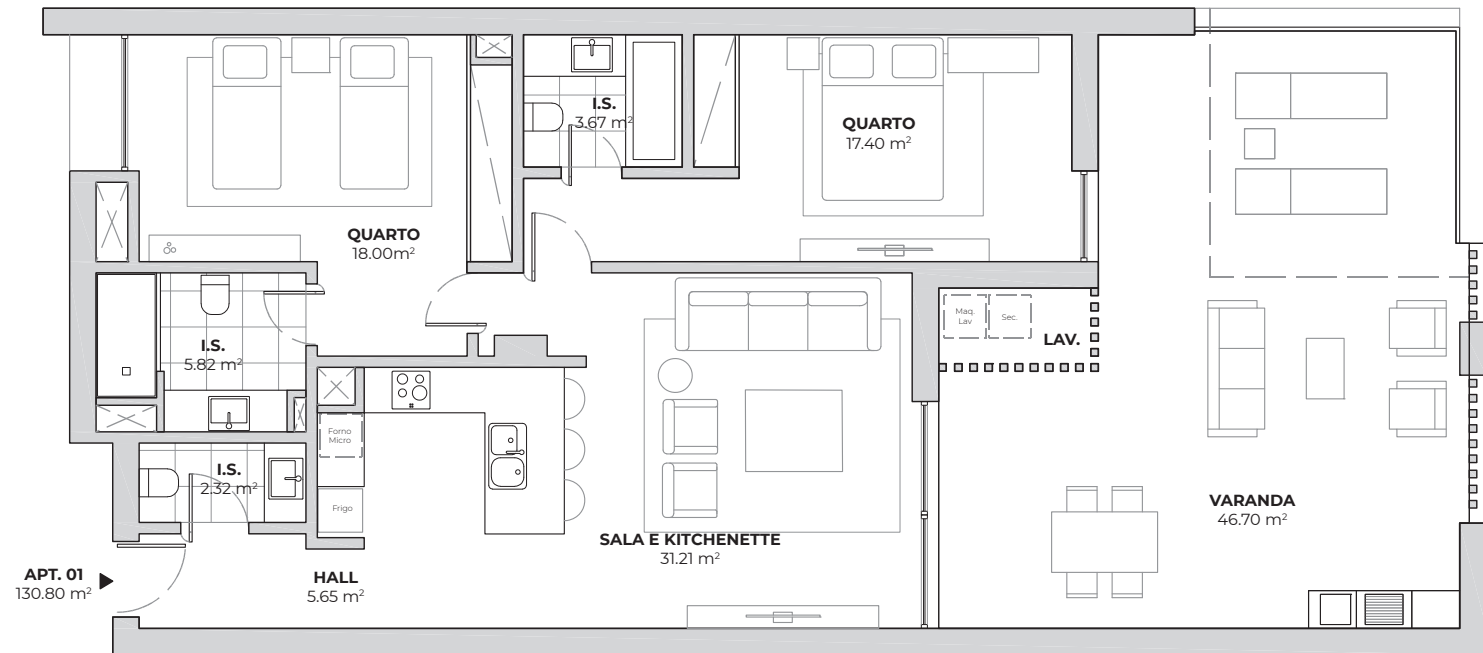 I.S.
3.67 m²
QUARTO
17.40 m²
QUARTO
18.00m²
Maq.
Lav
Sec.
LAV.
I.S.
5.82 m²
Forno
Micro
I.S.
2.32 m²
Frigo
VARANDA
46.70 m²
SALA E KITCHENETTE
31.21 m²
APT. 01
130.80 m²
HALL
5.65 m²